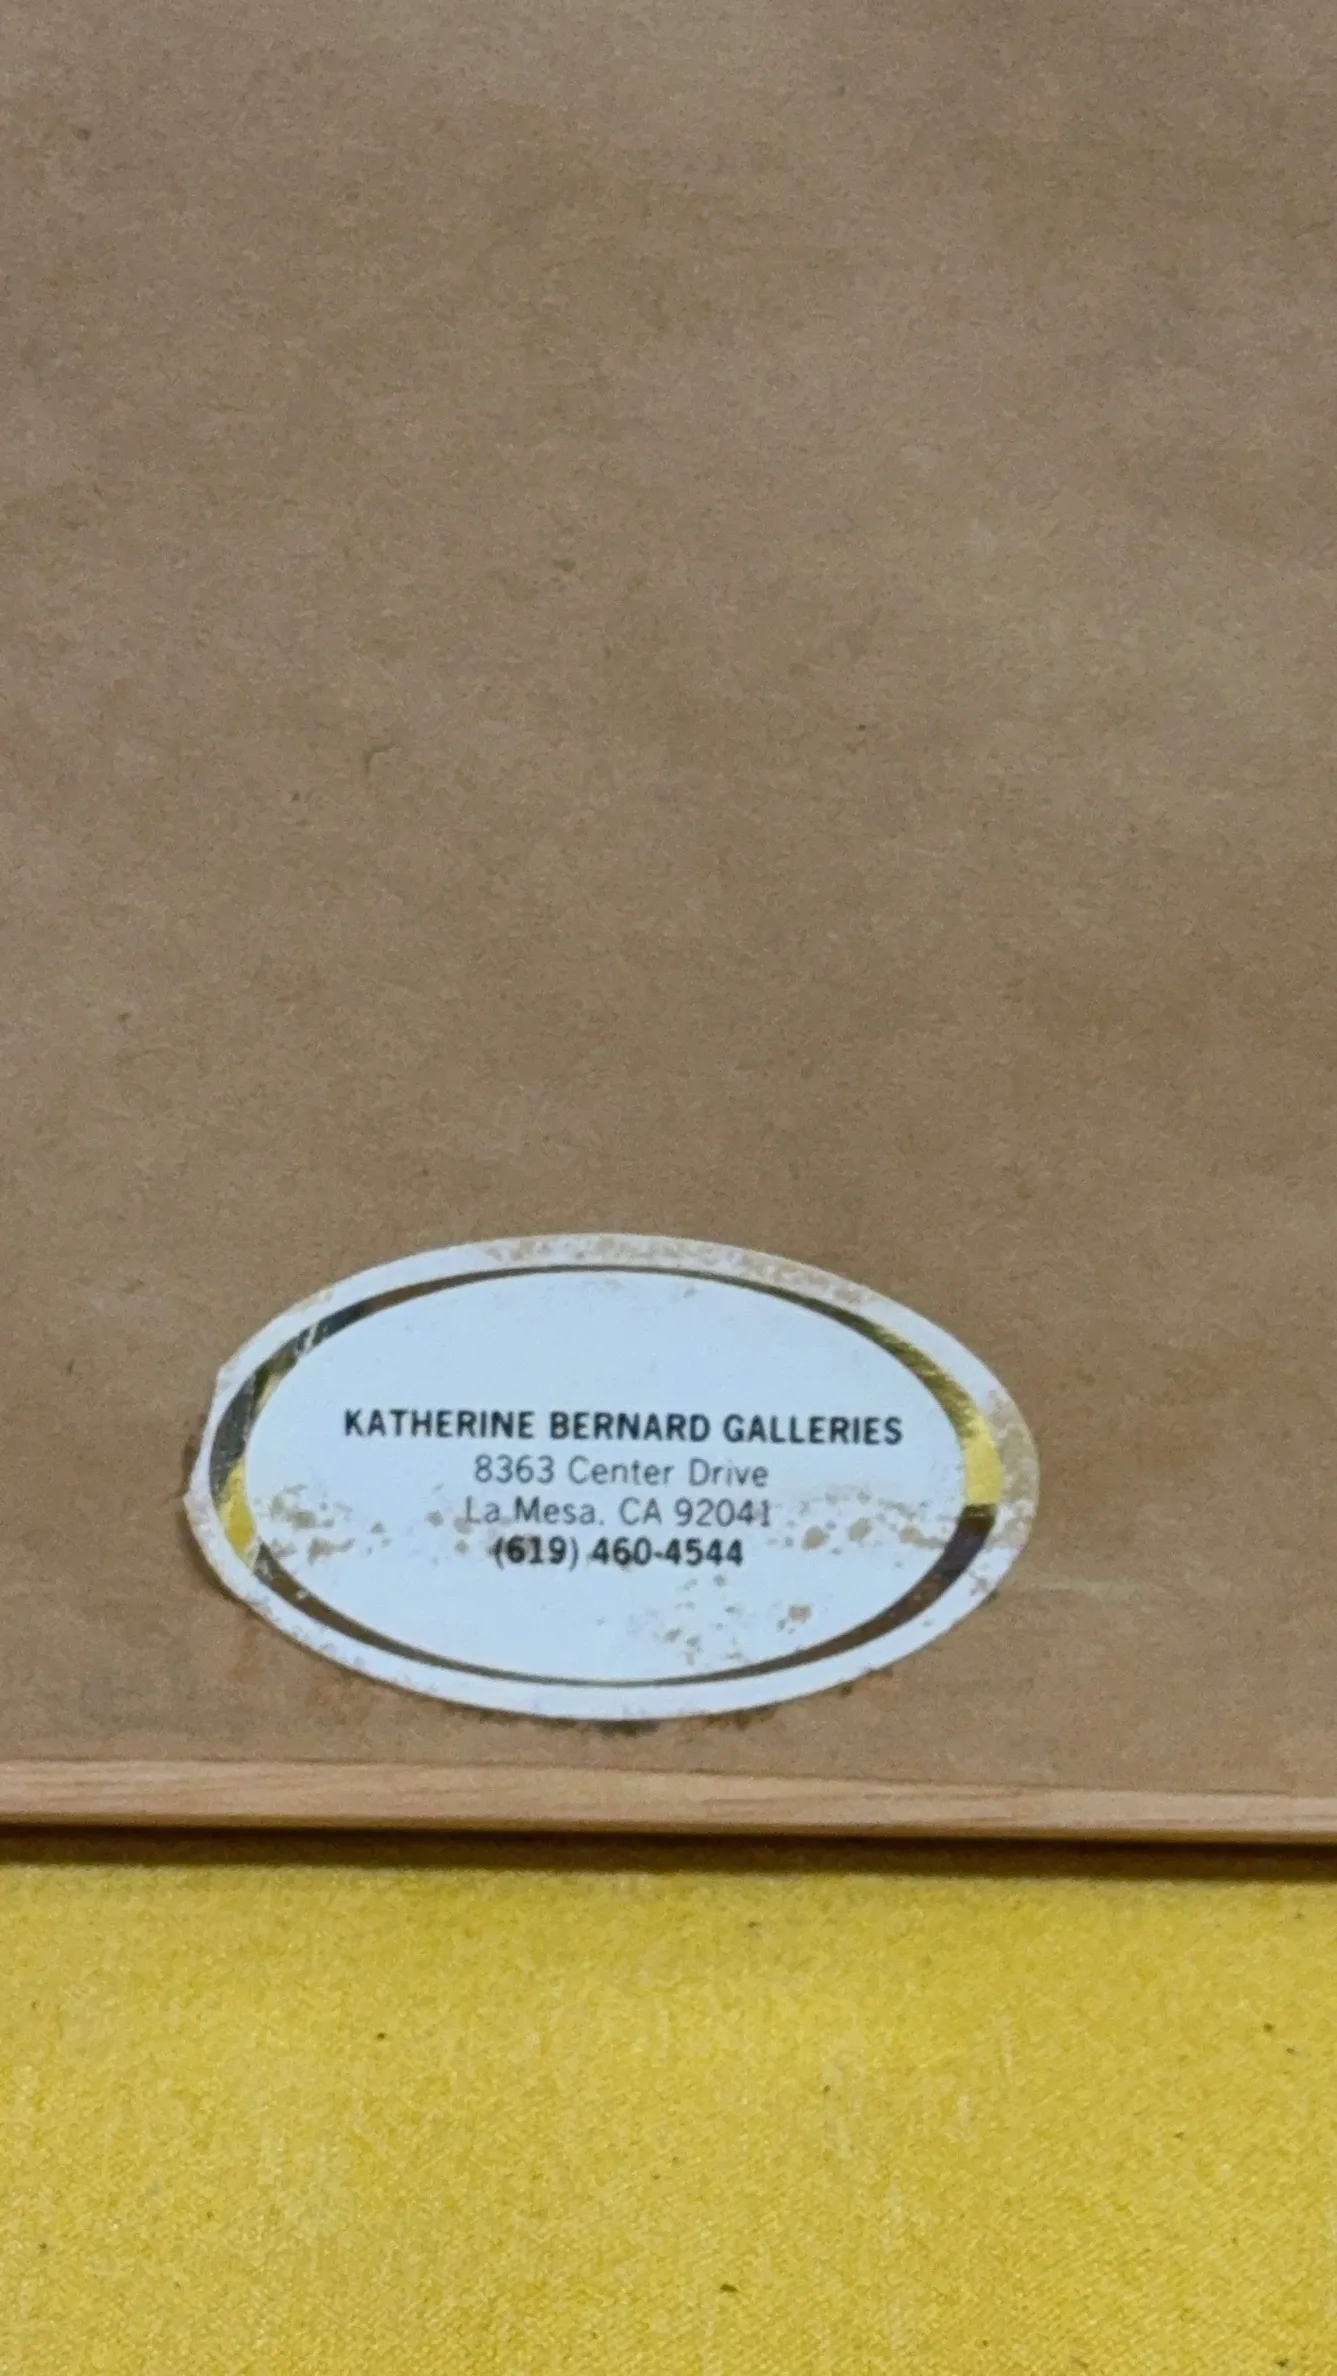 KATHERINE BERNARD GALLERIES
8363 Center Drive
La Mesa, CA 92041
(619) 460-4544